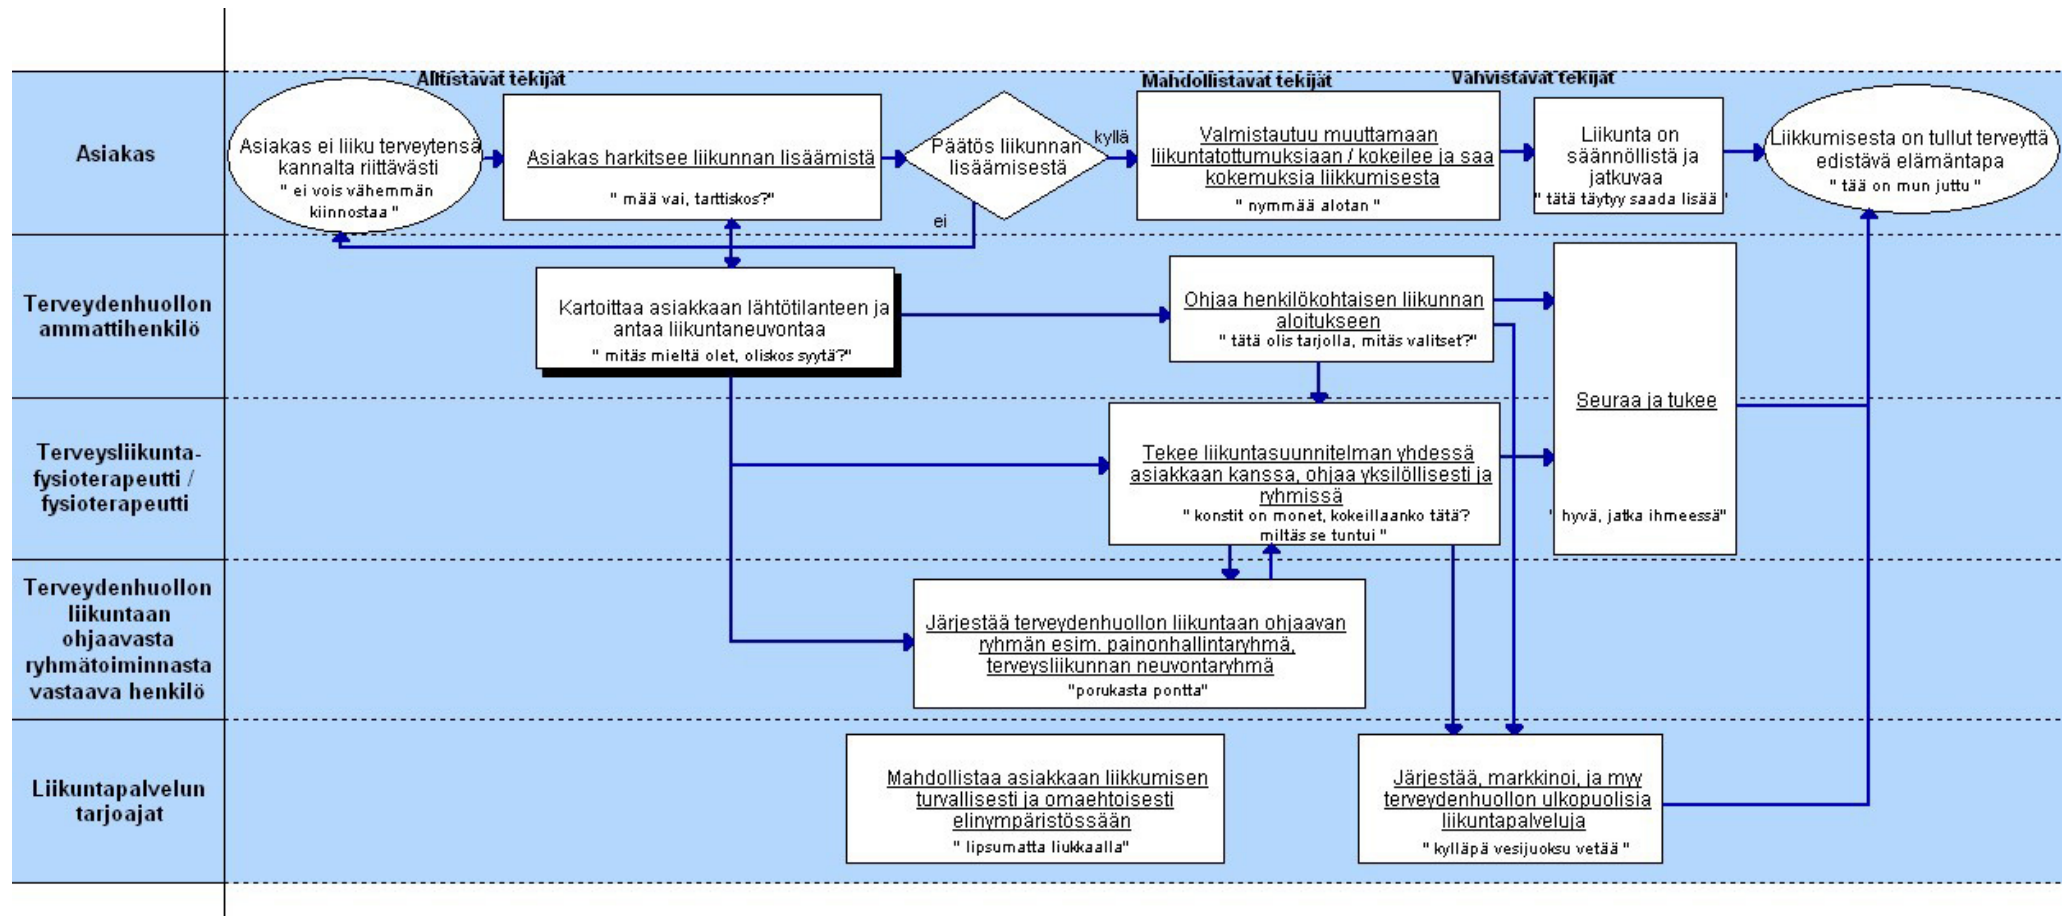 Alltistavat tekijät
Mahdollistavat tekijät
Vahvistavat tekijät
Asiakas
Asiakas ei liiku terveytensä
kannalta riittävästi
" ei vois vähemmän
kiinnostaa "
Asiakas harkitsee liikunnan lisäämistä
" mää vai, tarttiskos?"
Päätös liikunnan
lisäämisestä
kyllä
ei
Valmistautuu muuttamaan
liikuntatottumuksiaan / kokeilee ja saa
kokemuksia liikkumisesta
" nymmää alotan "
Liikunta on
säännöllistä ja
jatkuvaa
" tätä täytyy saada lisää "
Liikkumisesta on tullut terveyttä
edistävä elämäntapa
" tää on mun juttu "
Terveydenhuollon
ammattihenkilö
Kartoittaa asiakkaan lähtötilanteen ja
antaa liikuntaneuvontaa
" mitäs mieltä olet, oliskos syytä?"
Ohjaa henkilökohtaisen liikunnan
aloitukseen
" tätä olis tarjolla, mitäs valitset?"
Seuraa ja tukee
" hyvä, jatka ihmeessä"
Terveysliikunta-
fysioterapeutti /
fysioterapeutti
Tekee liikuntasuunnitelman yhdessä
asiakkaan kanssa, ohjaa yksilöllisesti ja
ryhmissä
" konstit on monet, kokeillaanko tätä?
miltäs se tuntui "
Terveydenhuollon
liikuntaan
ohjaavasta
ryhmätoiminnasta
vastaava henkilö
Järjestää terveydenhuollon liikuntaan ohjaavan
ryhmän esim. painonhallintaryhmä,
terveysliikunnan neuvontaryhmä
"porukasta pontta"
Liikuntapalvelun
tarjoajat
Mahdollistaa asiakkaan liikkumisen
turvallisesti ja omaehtoisesti
elinympäristössään
" lipsumatta liukkaalla"
Järjestää, markkinoi, ja myy
terveydenhuollon ulkopuolisia
liikuntapalveluja
" kylläpä vesijuoksu vetää "